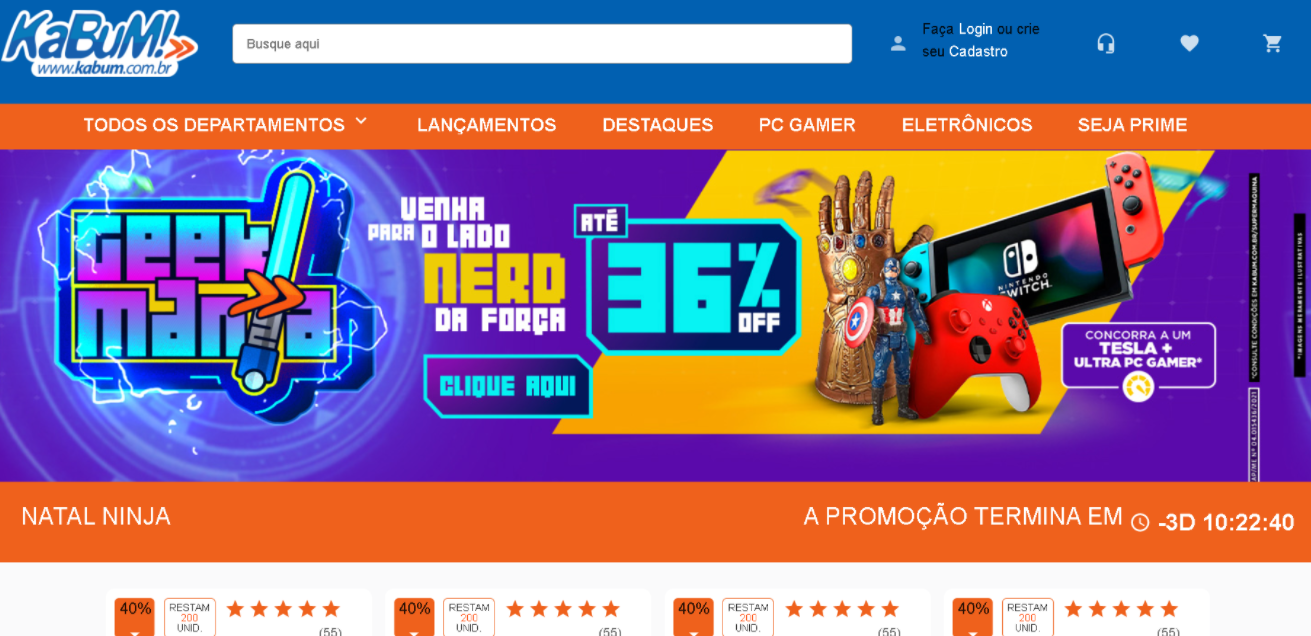 KaBuM!
www.kabum.com.br
Busque aqui
Faça Login ou crie
seu Cadastro
TODOS OS DEPARTAMENTOS
LANÇAMENTOS
DESTAQUES
PC GAMER
ELETRÔNICOS
SEJA PRIME
Geek
mania
VENHA
PARA O LADO
NERD
DA FORÇA
CLIQUE AQUI
ATÉ
36%
OFF
NINTENDO
SWITCH
CONCORRA A UM
TESLA +
ULTRA PC GAMER*
*CONSULTE CONDIÇÕES EM KABUM.COM.BR/SUPERMAQUINA
*IMAGENS MERAMENTE ILUSTRATIVAS
NATAL NINJA
A PROMOÇÃO TERMINA EM -3D 10:22:40
40%
RESTAM
200
UNID.
(55)
40%
RESTAM
200
UNID.
(55)
40%
RESTAM
200
UNID.
(55)
40%
RESTAM
200
UNID.
(55)